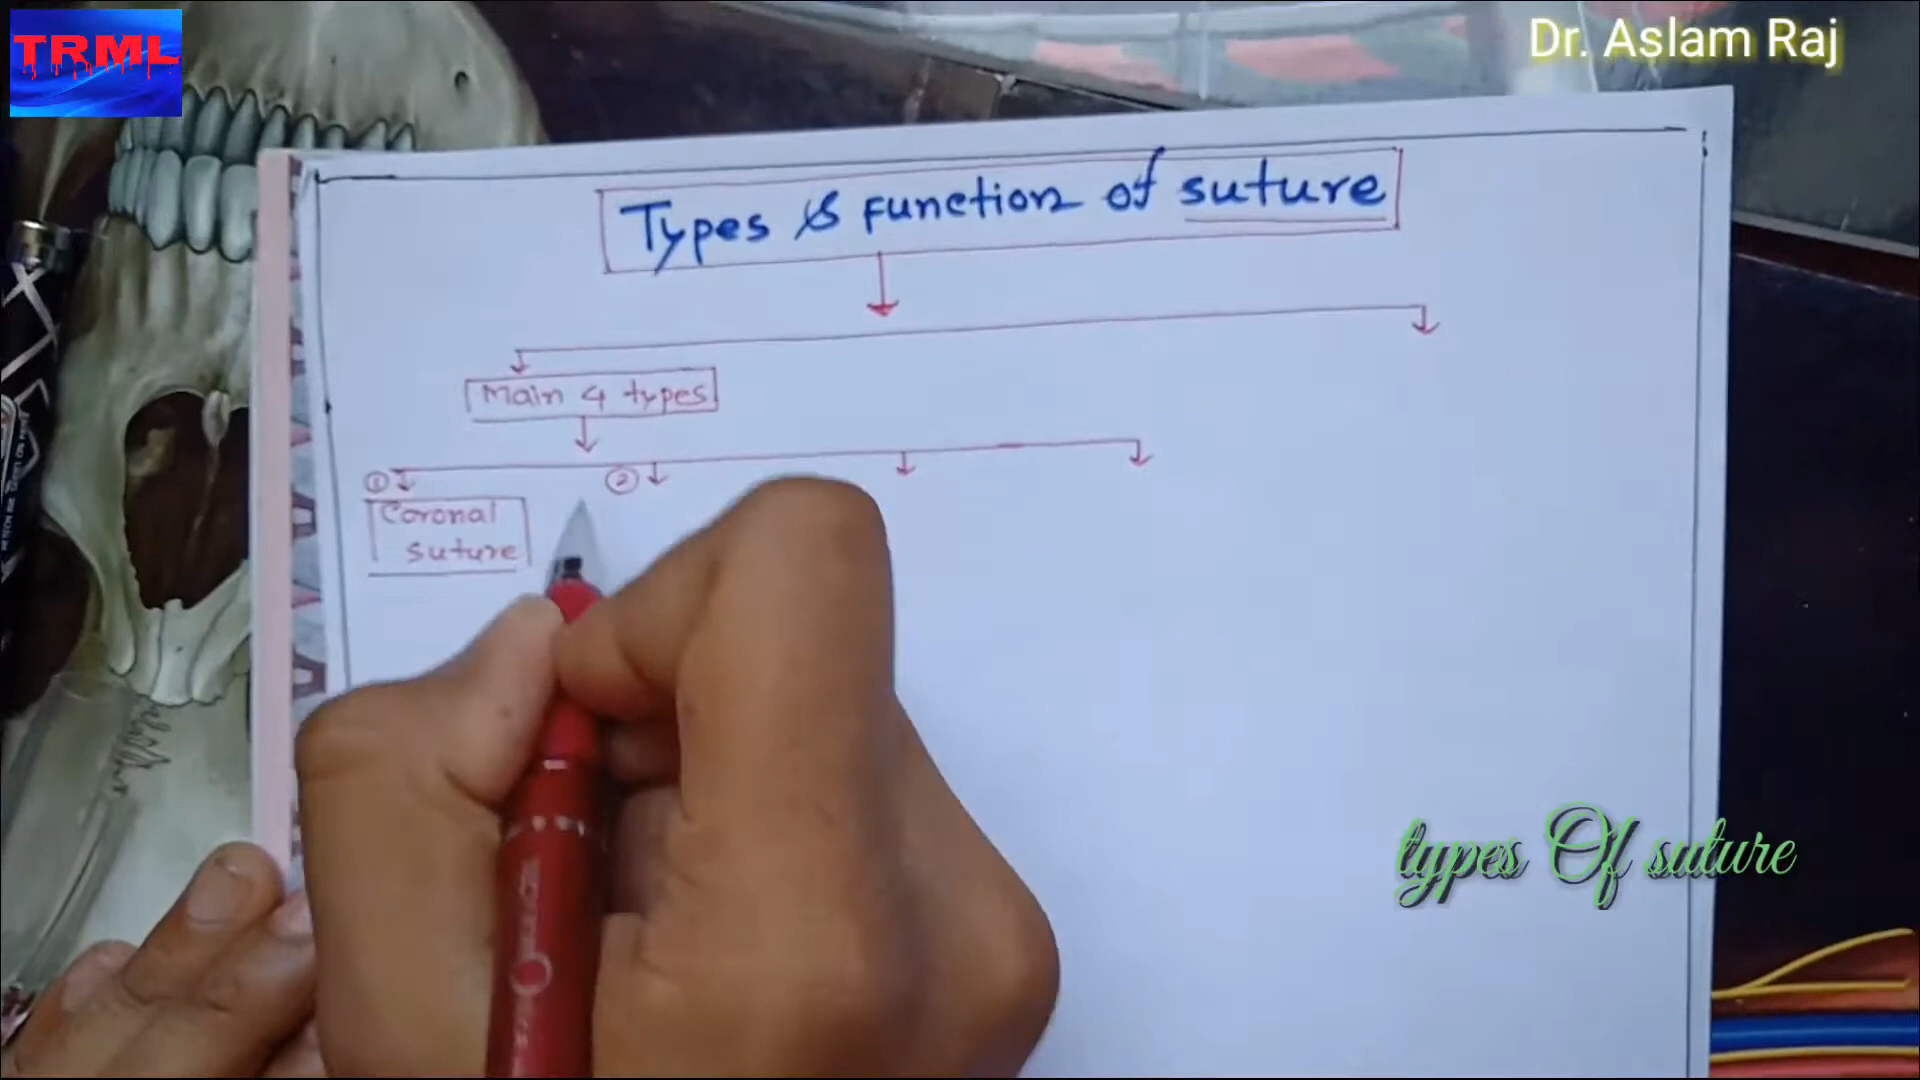 TRML
Dr. Aslam Raj
Types & function of suture
Main 4 types
① ②
Coronal
suture
types Of suture